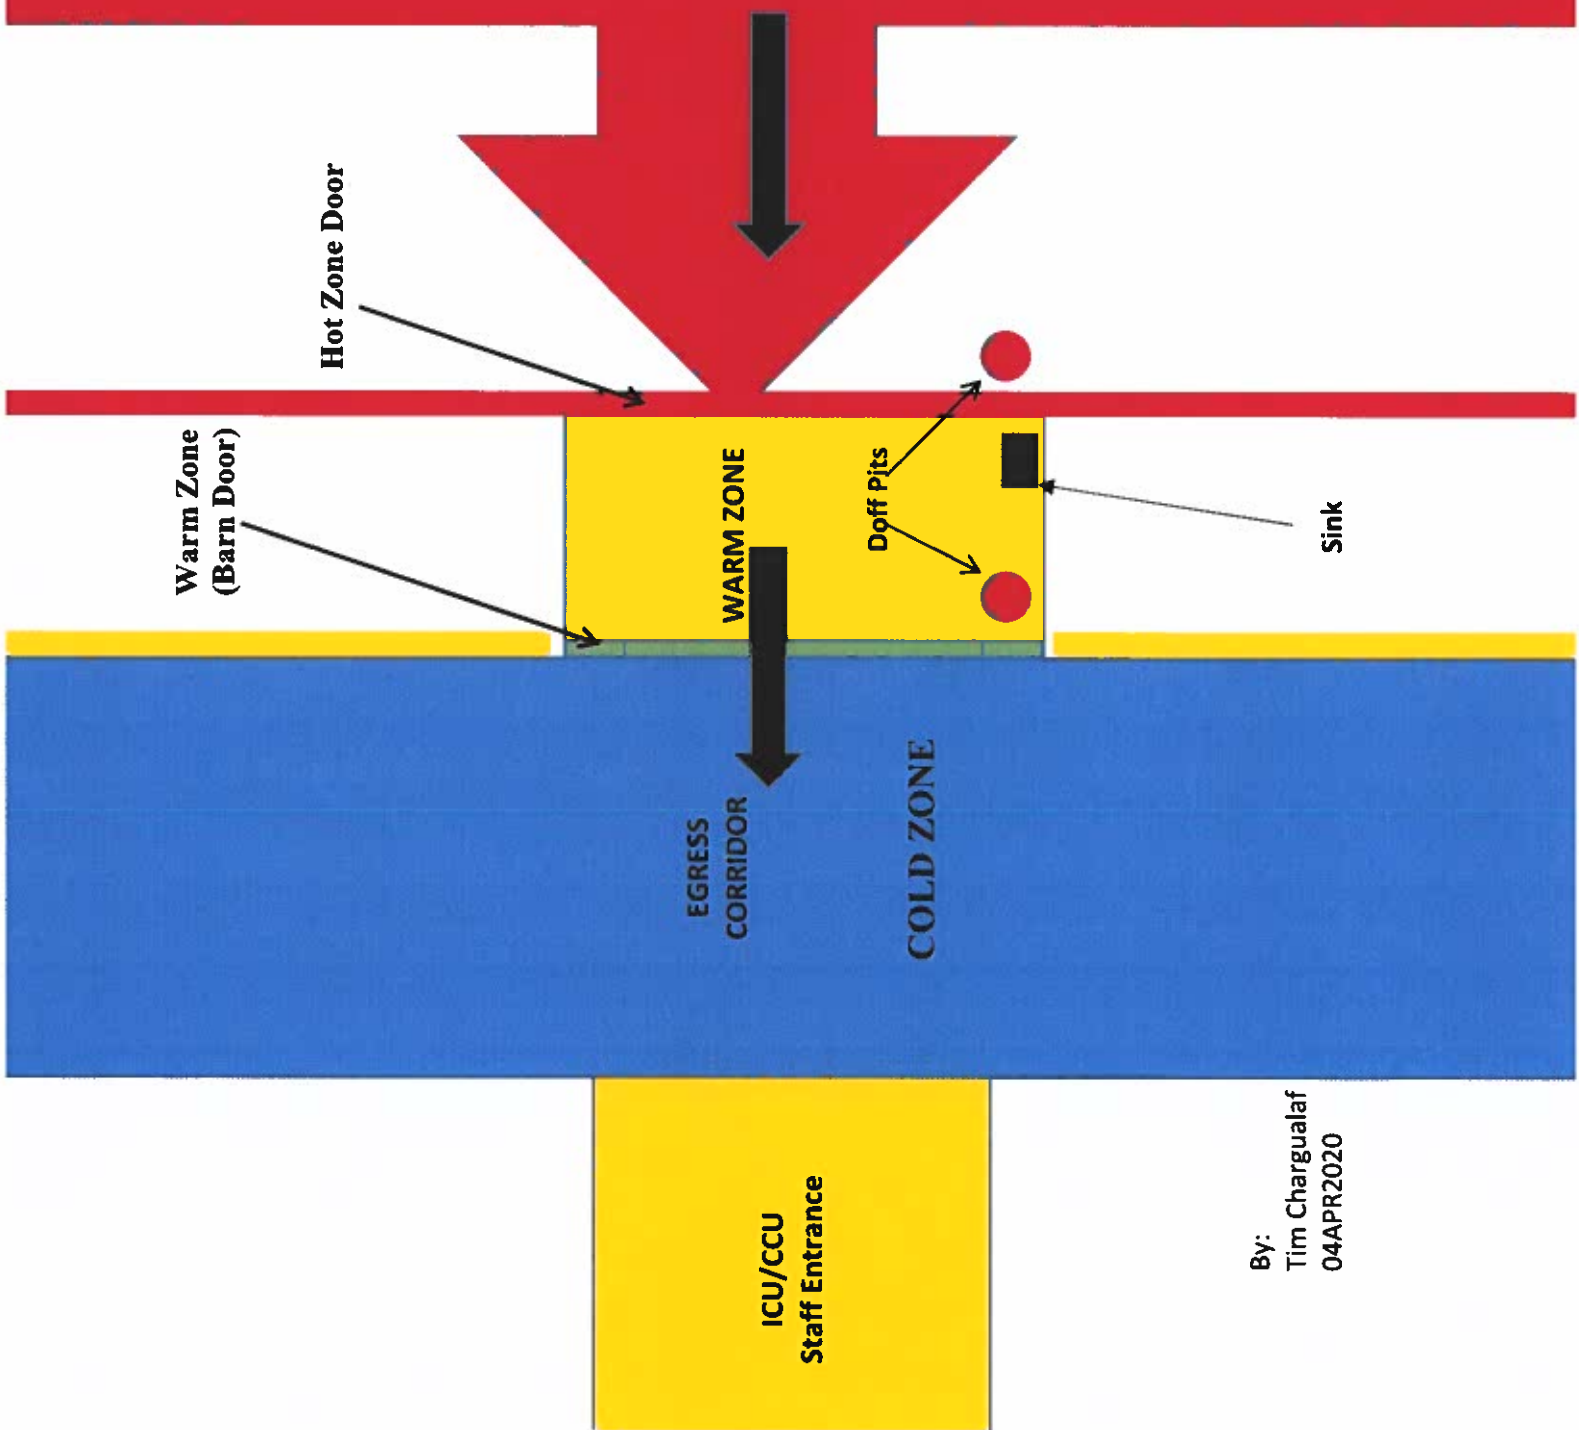 Hot Zone Door
Warm Zone
(Barn Door)
WARM ZONE
Doff Pits
Sink
EGRESS
CORRIDOR
COLD ZONE
ICU/CCU
Staff Entrance
By:
Tim Chargualaf
04APR2020